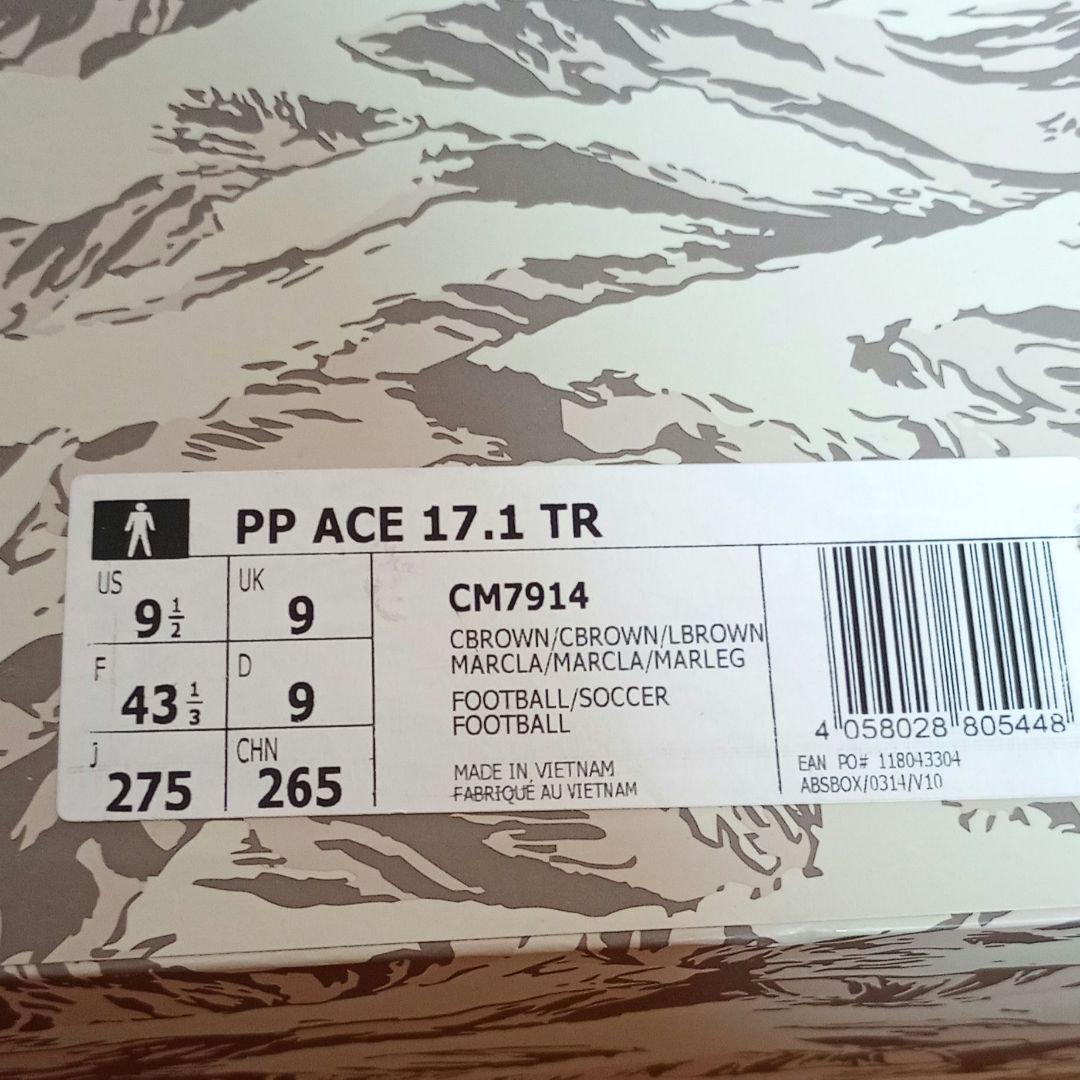 PP ACE 17.1 TR
US
9 1/2
UK
9
F
43 1/3
D
9
J
275
CHN
265
CM7914
CBROWN/CBROWN/LBROWN
MARCLA/MARCLA/MARLEG
FOOTBALL/SOCCER
FOOTBALL
MADE IN VIETNAM
FABRIQUÉ AU VIETNAM
4 058028 805448
EAN PO# 118043304
ABSBOX/0314/V10